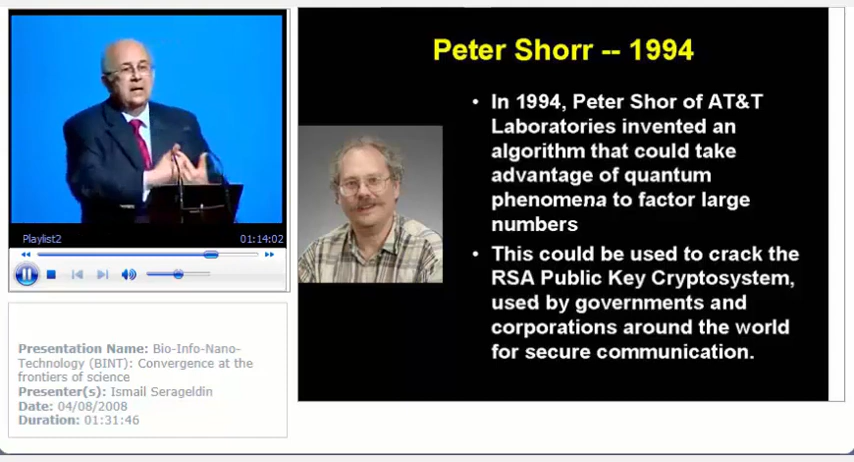 Playlist2 01:14:02
Presentation Name: Bio-Info-Nano-
Technology (BINT): Convergence at the
frontiers of science
Presenter(s): Ismail Serageldin
Date: 04/08/2008
Duration: 01:31:46
Peter Shorr -- 1994
• In 1994, Peter Shor of AT&T
Laboratories invented an
algorithm that could take
advantage of quantum
phenomena to factor large
numbers
• This could be used to crack the
RSA Public Key Cryptosystem,
used by governments and
corporations around the world
for secure communication.